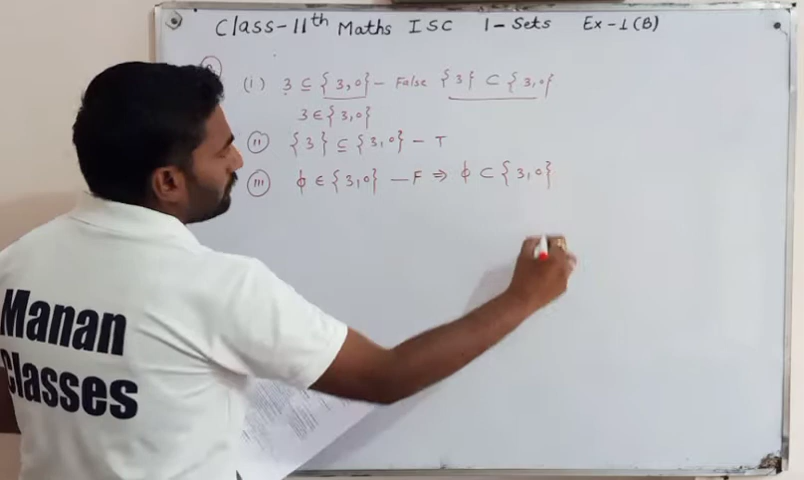 Class-11th Maths ISC 1-Sets Ex-1(B)
(i) 3 ⊆ {3,0} - False {3} ⊂ {3,0}
3 ∈ {3,0}
(ii) {3} ⊆ {3,0} - T
(iii) ϕ ∈ {3,0} - F ⇒ ϕ ⊂ {3,0}
Manan
Classes